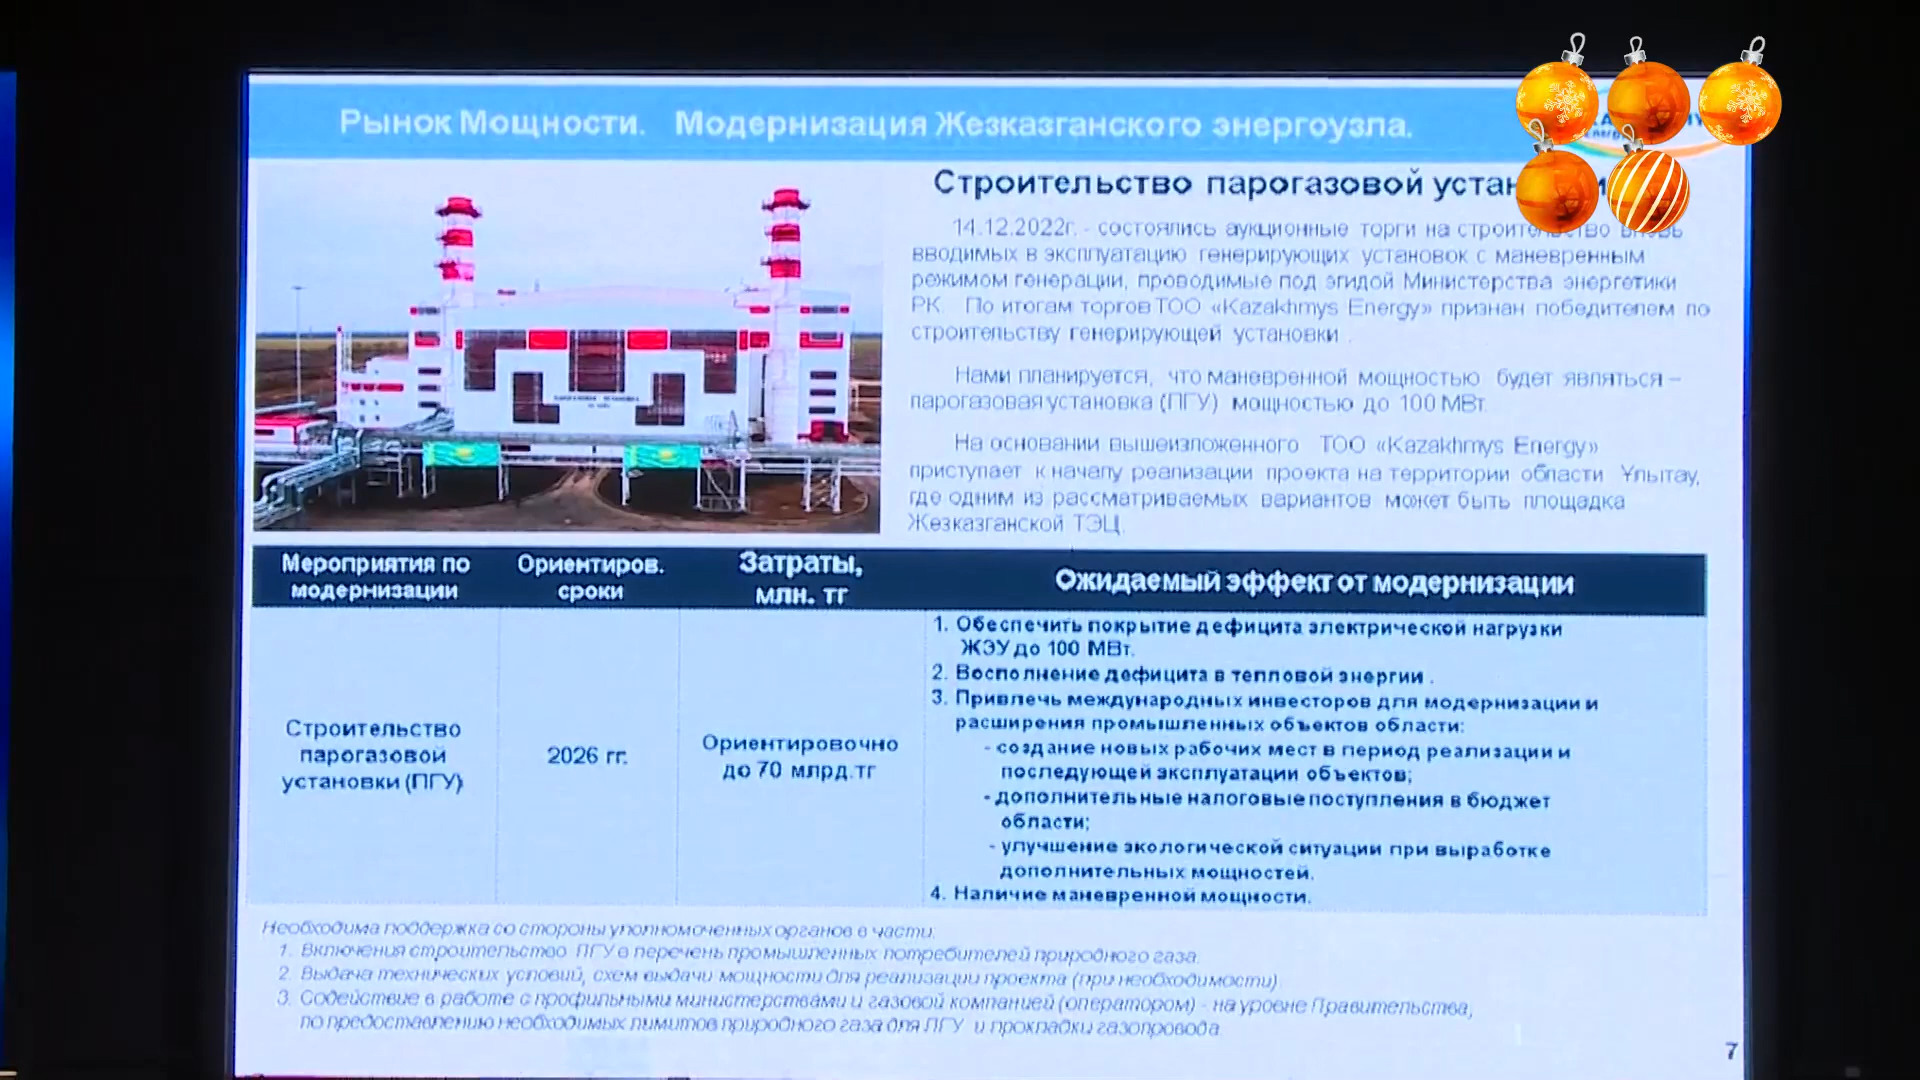 Рынок Мощности. Модернизация Жезказганского энергоузла.
Строительство парогазовой
14.12.2022г. - состоялись аукционные торги на строительство вновь
вводимых в эксплуатацию генерирующих установок с маневренным
режимом генерации, проводимые под эгидой Министерства энергетики
РК. По итогам торгов ТОО «Kazakhmys Energy» признан победителем по
строительству генерирующей установки .
Нами планируется, что маневренной мощностью будет являться –
парогазовая установка (ПГУ) мощностью до 100 МВт.
На основании вышеизложенного ТОО «Kazakhmys Energy»
приступает к началу реализации проекта на территории области Улытау,
где одним из рассматриваемых вариантов может быть площадка
Жезказганской ТЭЦ.
Мероприятия по
модернизации
Ориентиров.
сроки
Затраты,
млн. тг
Ожидаемый эффект от модернизации
Строительство
парогазовой
установки (ПГУ)
2026 гг.
Ориентировочно
до 70 млрд.тг
1. Обеспечить покрытие дефицита электрической нагрузки
ЖЭУ до 100 МВт.
2. Восполнение дефицита в тепловой энергии .
3. Привлечь международных инвесторов для модернизации и
расширения промышленных объектов области:
- создание новых рабочих мест в период реализации и
последующей эксплуатации объектов;
- дополнительные налоговые поступления в бюджет
области;
- улучшение экологической ситуации при выработке
дополнительных мощностей.
4. Наличие маневренной мощности.
Необходима поддержка со стороны уполномоченных органов в части:
1. Включения строительство ПГУ в перечень промышленных потребителей природного газа.
2. Выдача технических условий, схем выдачи мощности для реализации проекта (при необходимости)
3. Содействие в работе с профильными министерствами и газовой компанией (оператором) - на уровне Правительства,
по предоставлению необходимых лимитов природного газа для ПГУ и прокладки газопровода
7